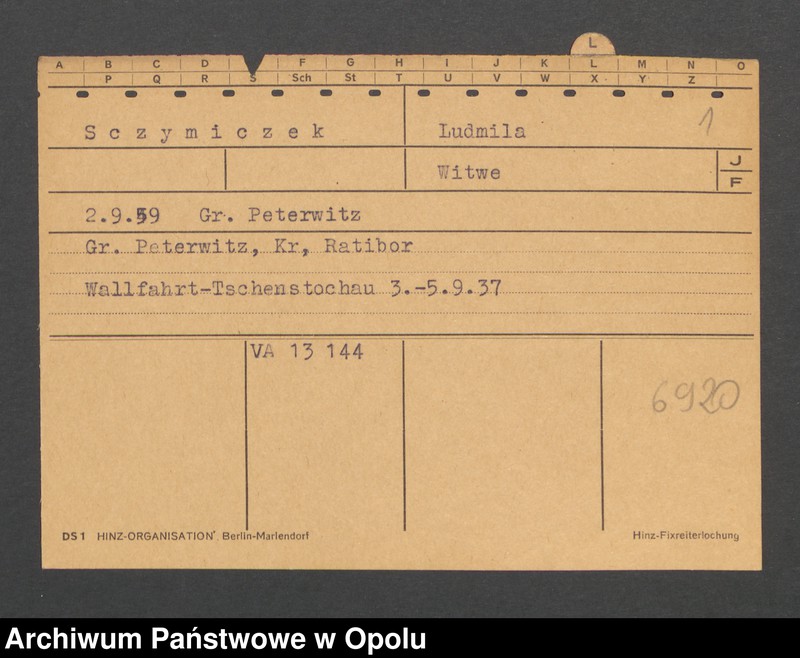 L
A B C D F G H I J K L M N O
P Q R S Sch St T U V W X Y Z
Sczymiczek Ludmila 1
Witwe J
F
2.9.59 Gr. Peterwitz
Gr. Peterwitz, Kr, Ratibor
Wallfahrt-Tschenstochau 3.-5.9.37
VA 13 144
6920
DS1 HINZ-ORGANISATION Berlin-Mariendorf Hinz-Fixreiterlochung
Archiwum Państwowe w Opolu